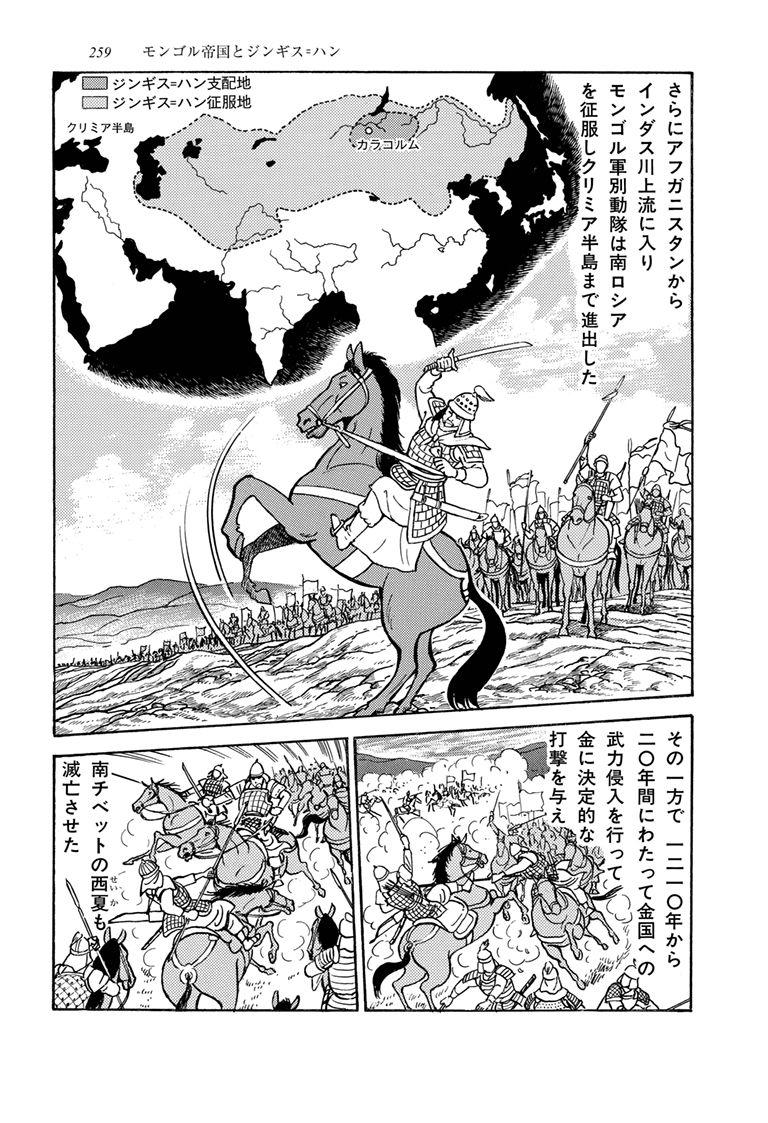 259 モンゴル帝国とジンギス=ハン
さらにアフガニスタンから
インダス川上流に入り
モンゴル軍別動隊は南ロシア
を征服しクリミア半島まで進出した
ジンギス=ハン支配地
ジンギス=ハン征服地
クリミア半島
カラコルム
その一方で 一二一〇年から
二〇年間にわたって金国への
武力侵入を行って
金に決定的な
打撃を与え
南チベットの西夏も
せいか
滅亡させた